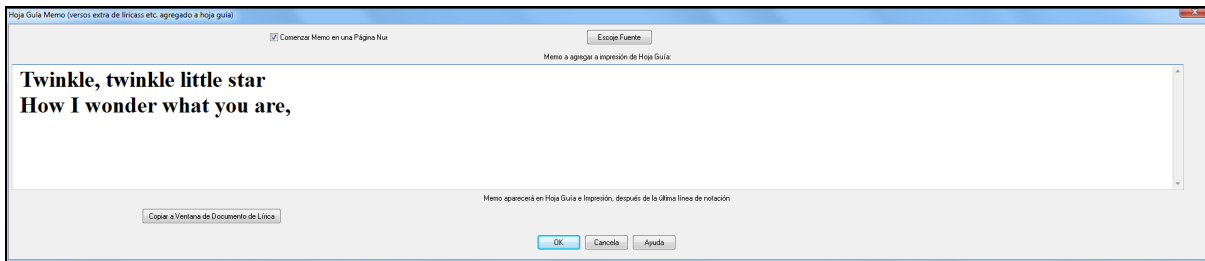 Hoja Guía Memo (versos extra de líricass etc. agregado a hoja guía)
Comenzar Memo en una Página Nu
Escoje Fuente
Memo a agregar a impresión de Hoja Guía:
Twinkle, twinkle little star
How I wonder what you are,
Memo aparecerá en Hoja Guía e Impresión, después de la última línea de notación
Copiar a Ventana de Documento de Lírica
OK Cancela Ayuda